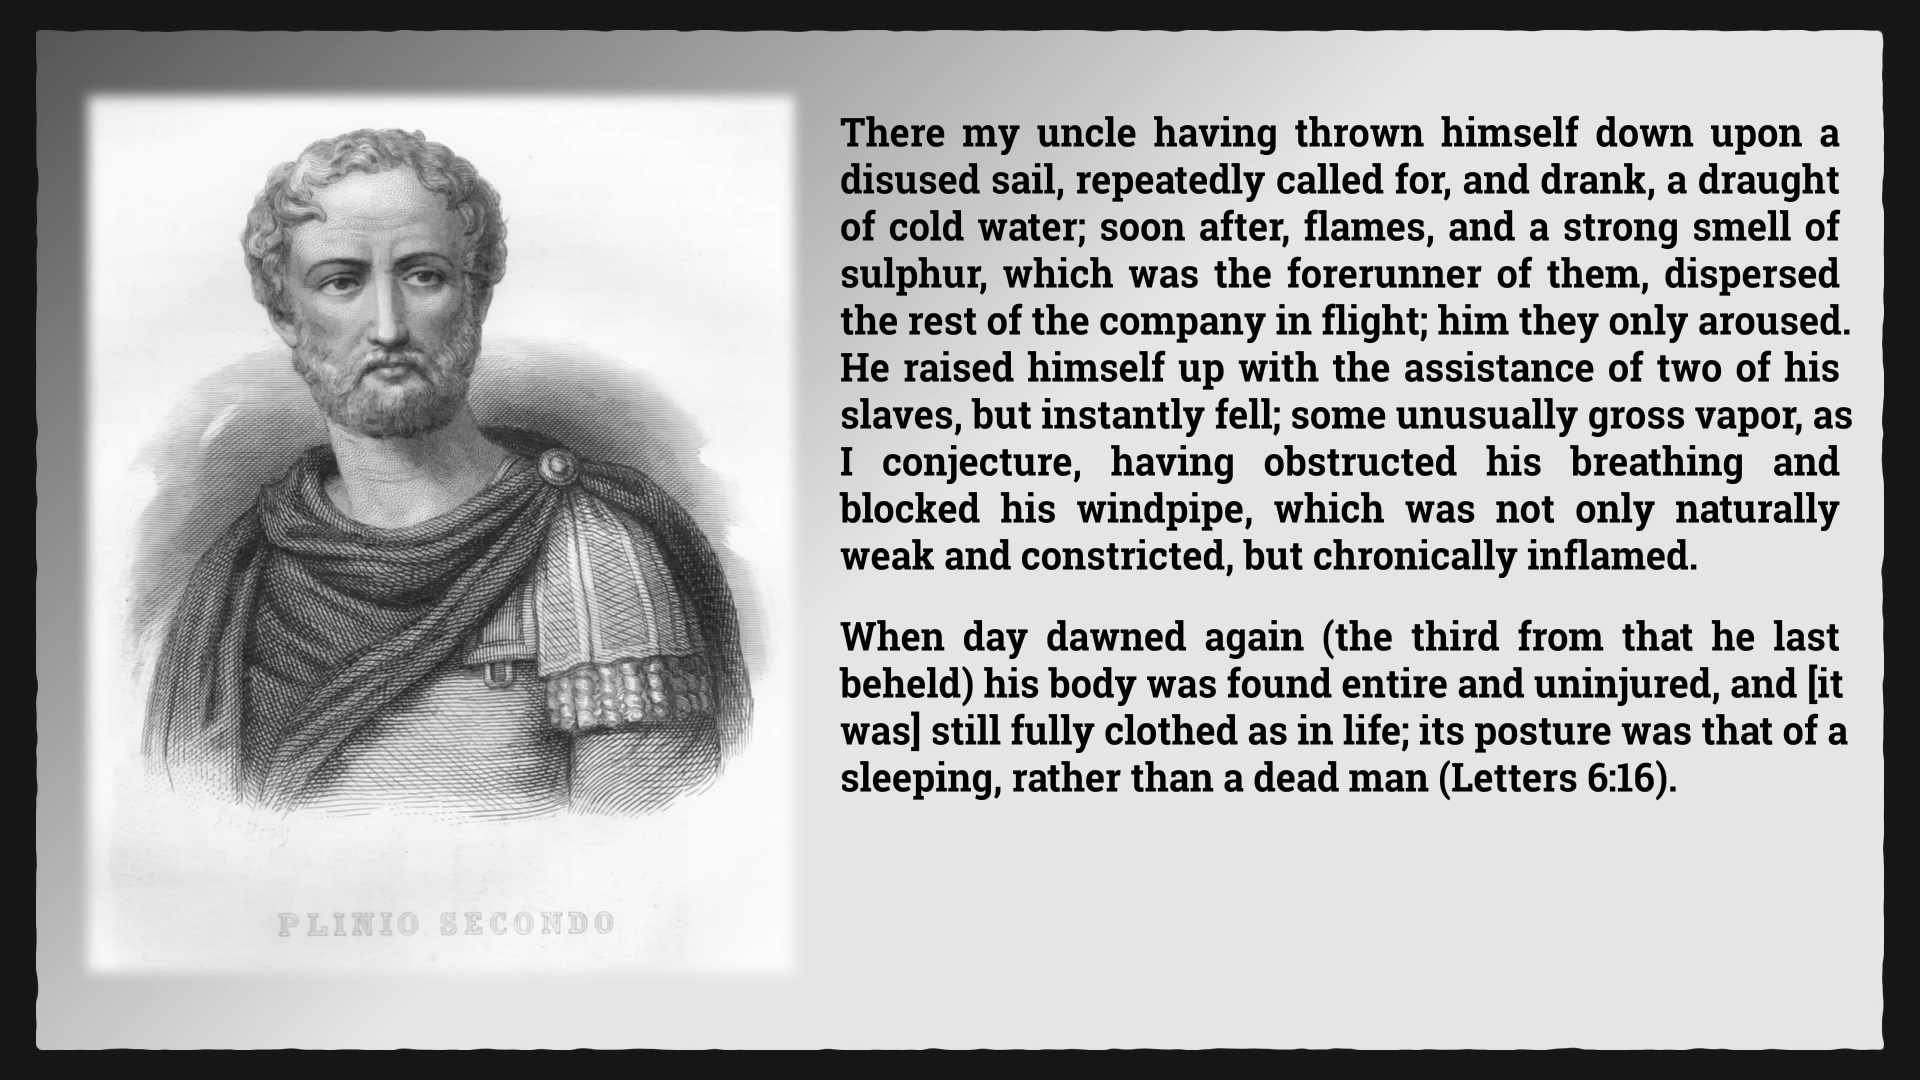 There my uncle having thrown himself down upon a
disused sail, repeatedly called for, and drank, a draught
of cold water; soon after, flames, and a strong smell of
sulphur, which was the forerunner of them, dispersed
the rest of the company in flight; him they only aroused.
He raised himself up with the assistance of two of his
slaves, but instantly fell; some unusually gross vapor, as
I conjecture, having obstructed his breathing and
blocked his windpipe, which was not only naturally
weak and constricted, but chronically inflamed.
When day dawned again (the third from that he last
beheld) his body was found entire and uninjured, and [it
was] still fully clothed as in life; its posture was that of a
sleeping, rather than a dead man (Letters 6:16).
PLINIO SECONDO